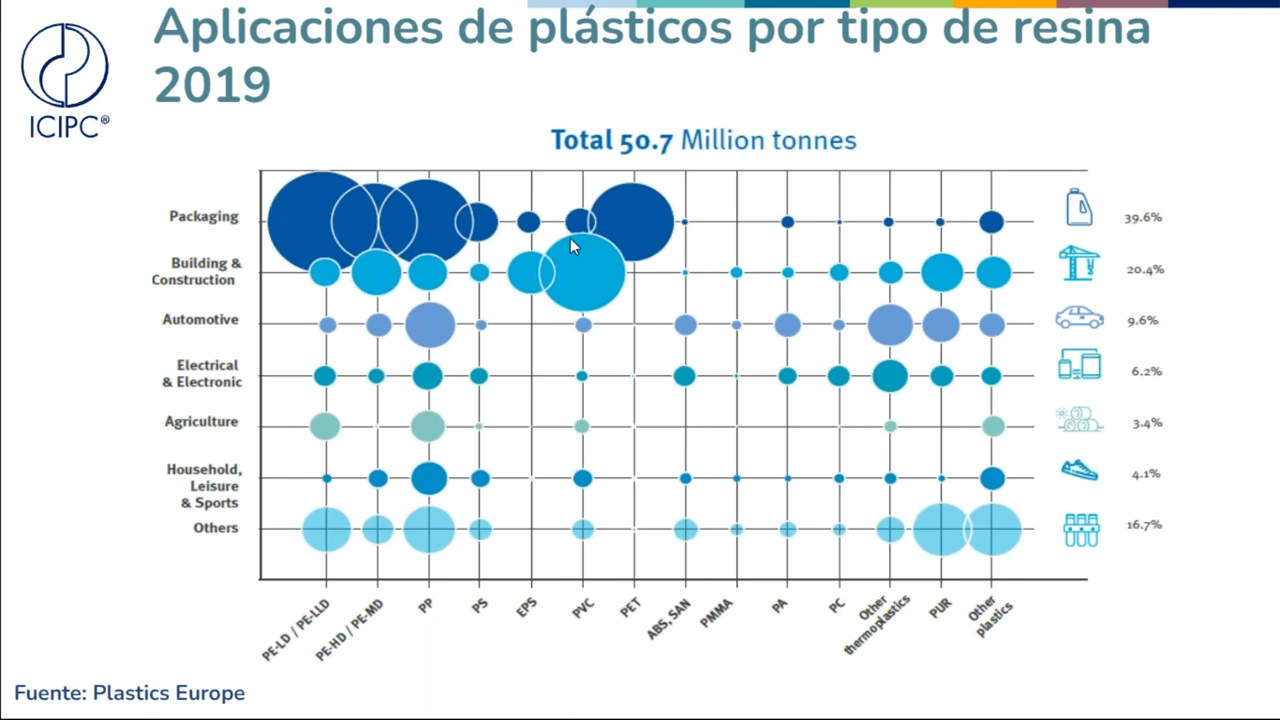 Aplicaciones de plásticos por tipo de resina
2019
ICIPC®
Total 50.7 Million tonnes
Packaging
39.6%
Building &
Construction
20.4%
Automotive
9.6%
Electrical
& Electronic
6.2%
Agriculture
3.4%
Household,
Leisure
& Sports
4.1%
Others
16.7%
PE-LD / PE-LLD
PE-HD / PE-MD
PP
PS
EPS
PVC
PET
ABS, SAN
PMMA
PA
PC
Other
thermoplastics
PUR
Other
plastics
Fuente: Plastics Europe